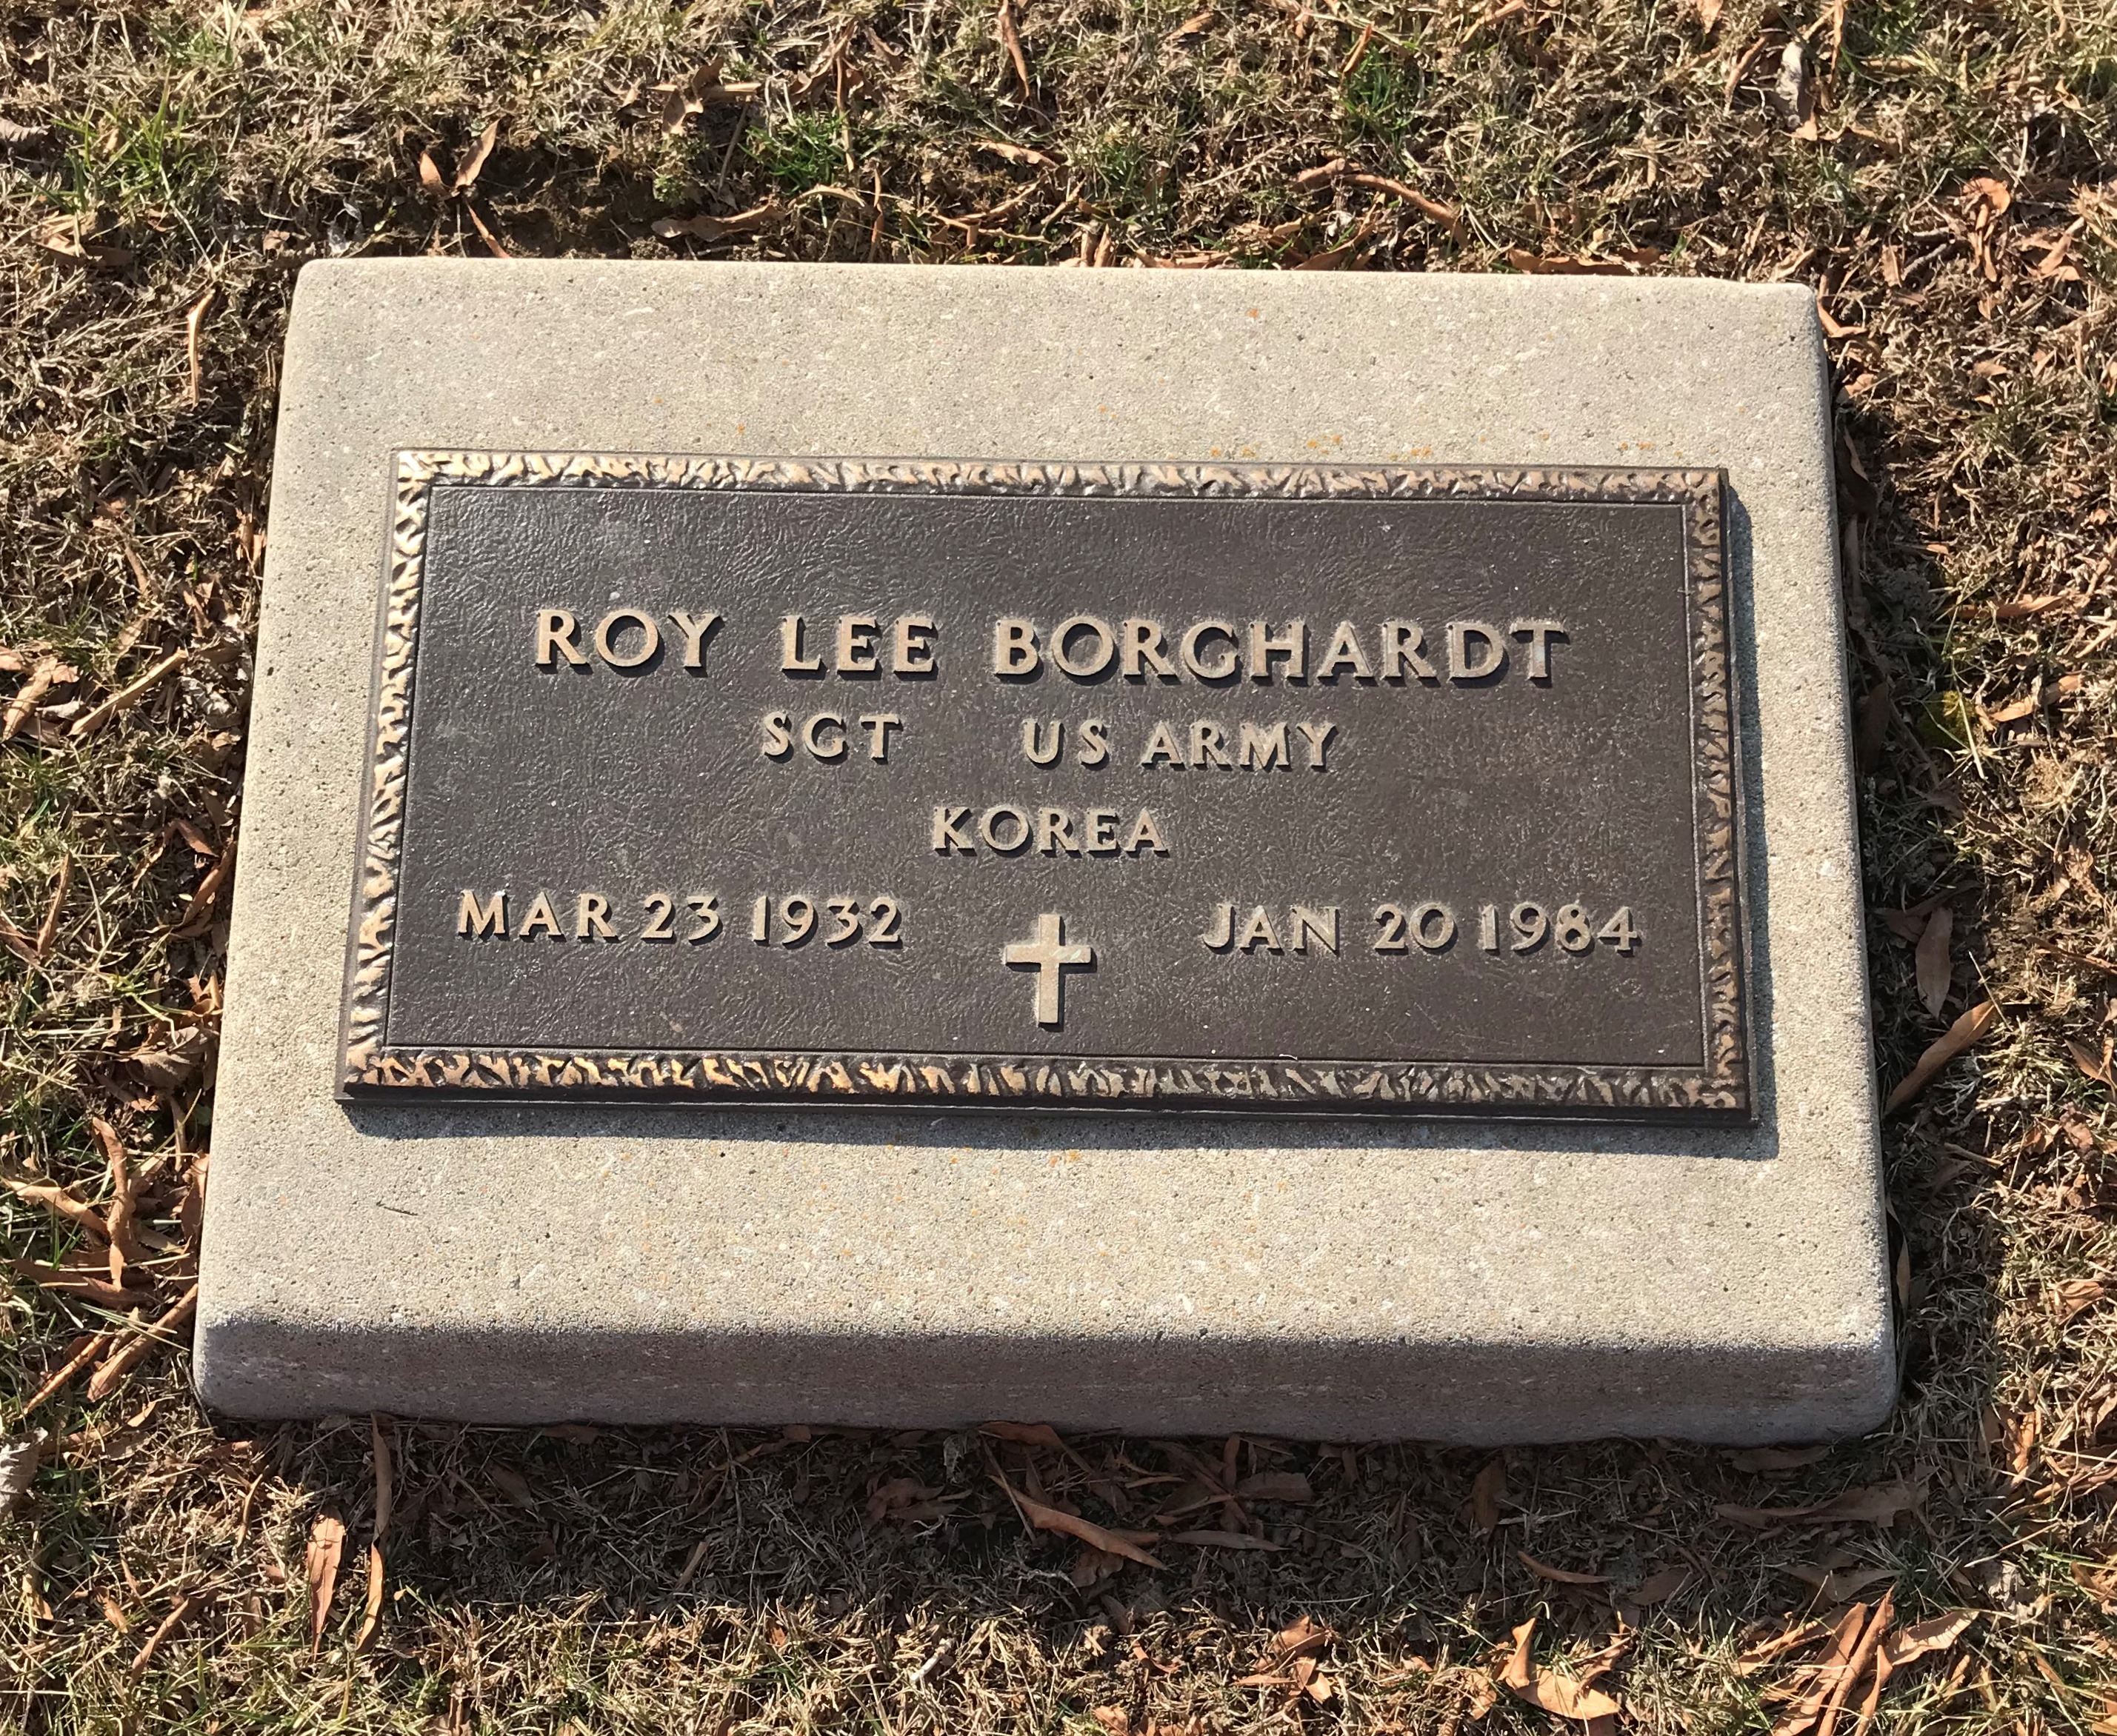 ROY LEE BORGHARDT
SGT US ARMY
KOREA
MAR 23 1932 JAN 20 1984